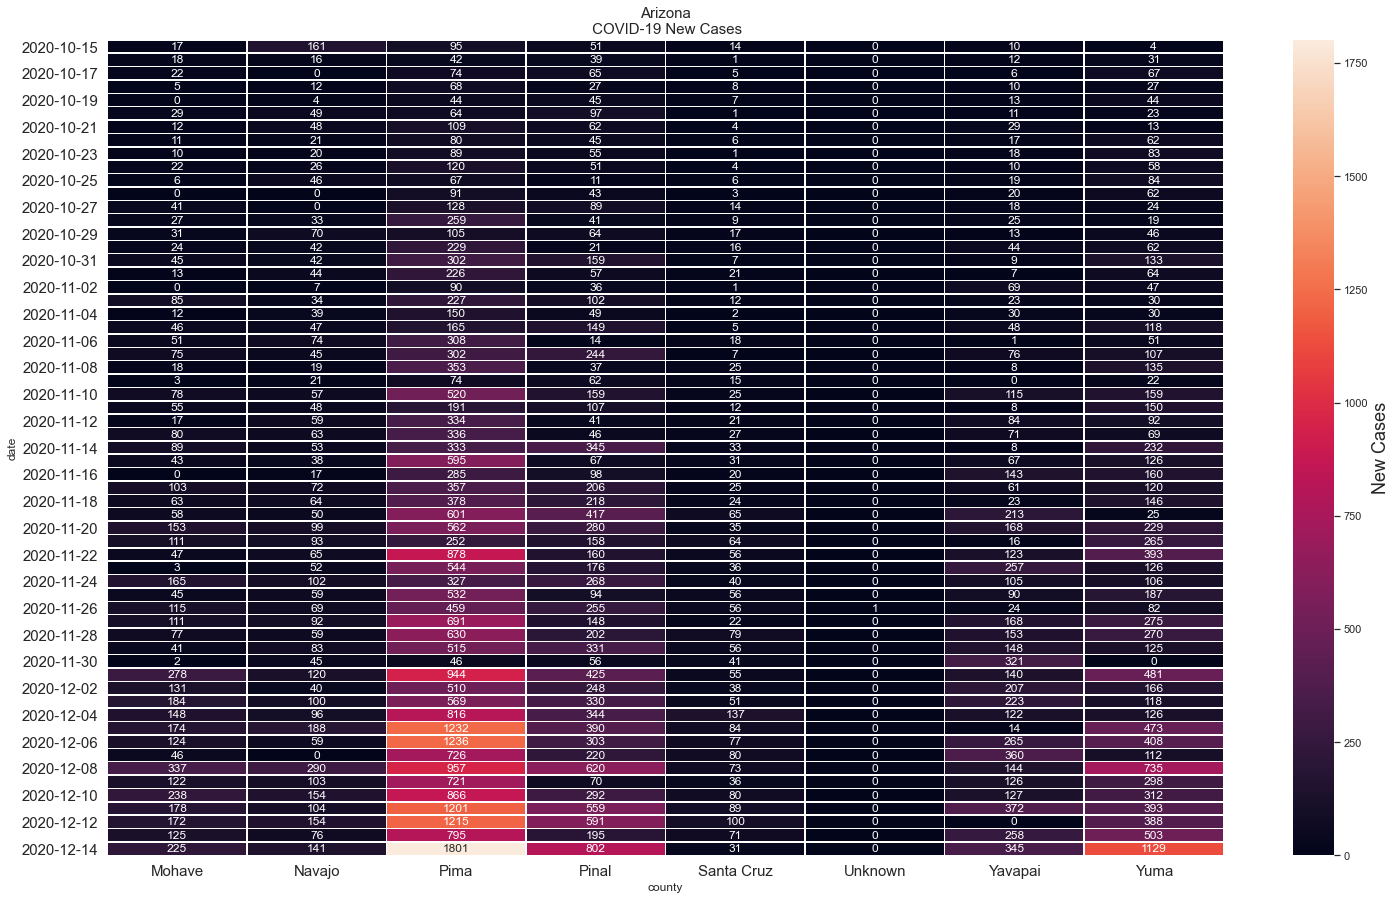 Arizona
COVID-19 New Cases
2020-10-15 17 161 95 51 14 0 10 4
18 16 42 39 1 0 12 31
2020-10-17 22 0 74 65 5 0 6 67
5 12 68 27 8 0 10 27
2020-10-19 0 4 44 45 7 0 13 44
29 49 64 97 1 0 11 23
2020-10-21 12 48 109 62 4 0 29 13
11 21 80 45 6 0 17 62
2020-10-23 10 20 89 55 1 0 18 83
22 26 120 51 4 0 10 58
2020-10-25 6 46 67 11 6 0 19 84
0 0 91 43 3 0 20 62
2020-10-27 41 0 128 89 14 0 18 24
27 33 259 41 9 0 25 19
2020-10-29 31 70 105 64 17 0 13 46
24 42 229 21 16 0 44 62
2020-10-31 45 42 302 159 7 0 9 133
13 44 226 57 21 0 7 64
2020-11-02 0 7 90 36 1 0 69 47
85 34 227 102 12 0 23 30
2020-11-04 12 39 150 49 2 0 30 30
46 47 165 149 5 0 48 118
2020-11-06 51 74 308 14 18 0 1 51
75 45 302 244 7 0 76 107
2020-11-08 18 19 353 37 25 0 8 135
3 21 74 62 15 0 0 22
2020-11-10 78 57 520 159 25 0 115 159
55 48 191 107 12 0 8 150
2020-11-12 17 59 334 41 21 0 84 92
80 63 336 46 27 0 71 69
2020-11-14 89 53 333 345 33 0 8 232
43 38 595 67 31 0 67 126
2020-11-16 0 17 285 98 20 0 143 160
103 72 357 206 25 0 61 120
2020-11-18 63 64 378 218 24 0 23 146
58 50 601 417 65 0 213 25
2020-11-20 153 99 562 280 35 0 168 229
111 93 252 158 64 0 16 265
2020-11-22 47 65 878 160 56 0 123 393
3 52 544 176 36 0 257 126
2020-11-24 165 102 327 268 40 0 105 106
45 59 532 94 56 0 90 187
2020-11-26 115 69 459 255 56 1 24 82
111 92 691 148 22 0 168 275
2020-11-28 77 59 630 202 79 0 153 270
41 83 515 331 56 0 148 125
2020-11-30 2 45 46 56 41 0 321 0
278 120 944 425 55 0 140 481
2020-12-02 131 40 510 248 38 0 207 166
184 100 569 330 51 0 223 118
2020-12-04 148 96 816 344 137 0 122 126
174 188 1232 390 84 0 14 473
2020-12-06 124 59 1236 303 77 0 265 408
46 0 726 220 80 0 360 112
2020-12-08 337 290 957 620 73 0 144 735
122 103 721 70 36 0 126 298
2020-12-10 238 154 866 292 80 0 127 312
178 104 1201 559 89 0 372 393
2020-12-12 172 154 1215 591 100 0 0 388
125 76 795 195 71 0 258 503
2020-12-14 225 141 1801 802 31 0 345 1129
Mohave Navajo Pima Pinal Santa Cruz Unknown Yavapai Yuma
county
date
1750
1500
1250
1000
750
500
250
0
New Cases